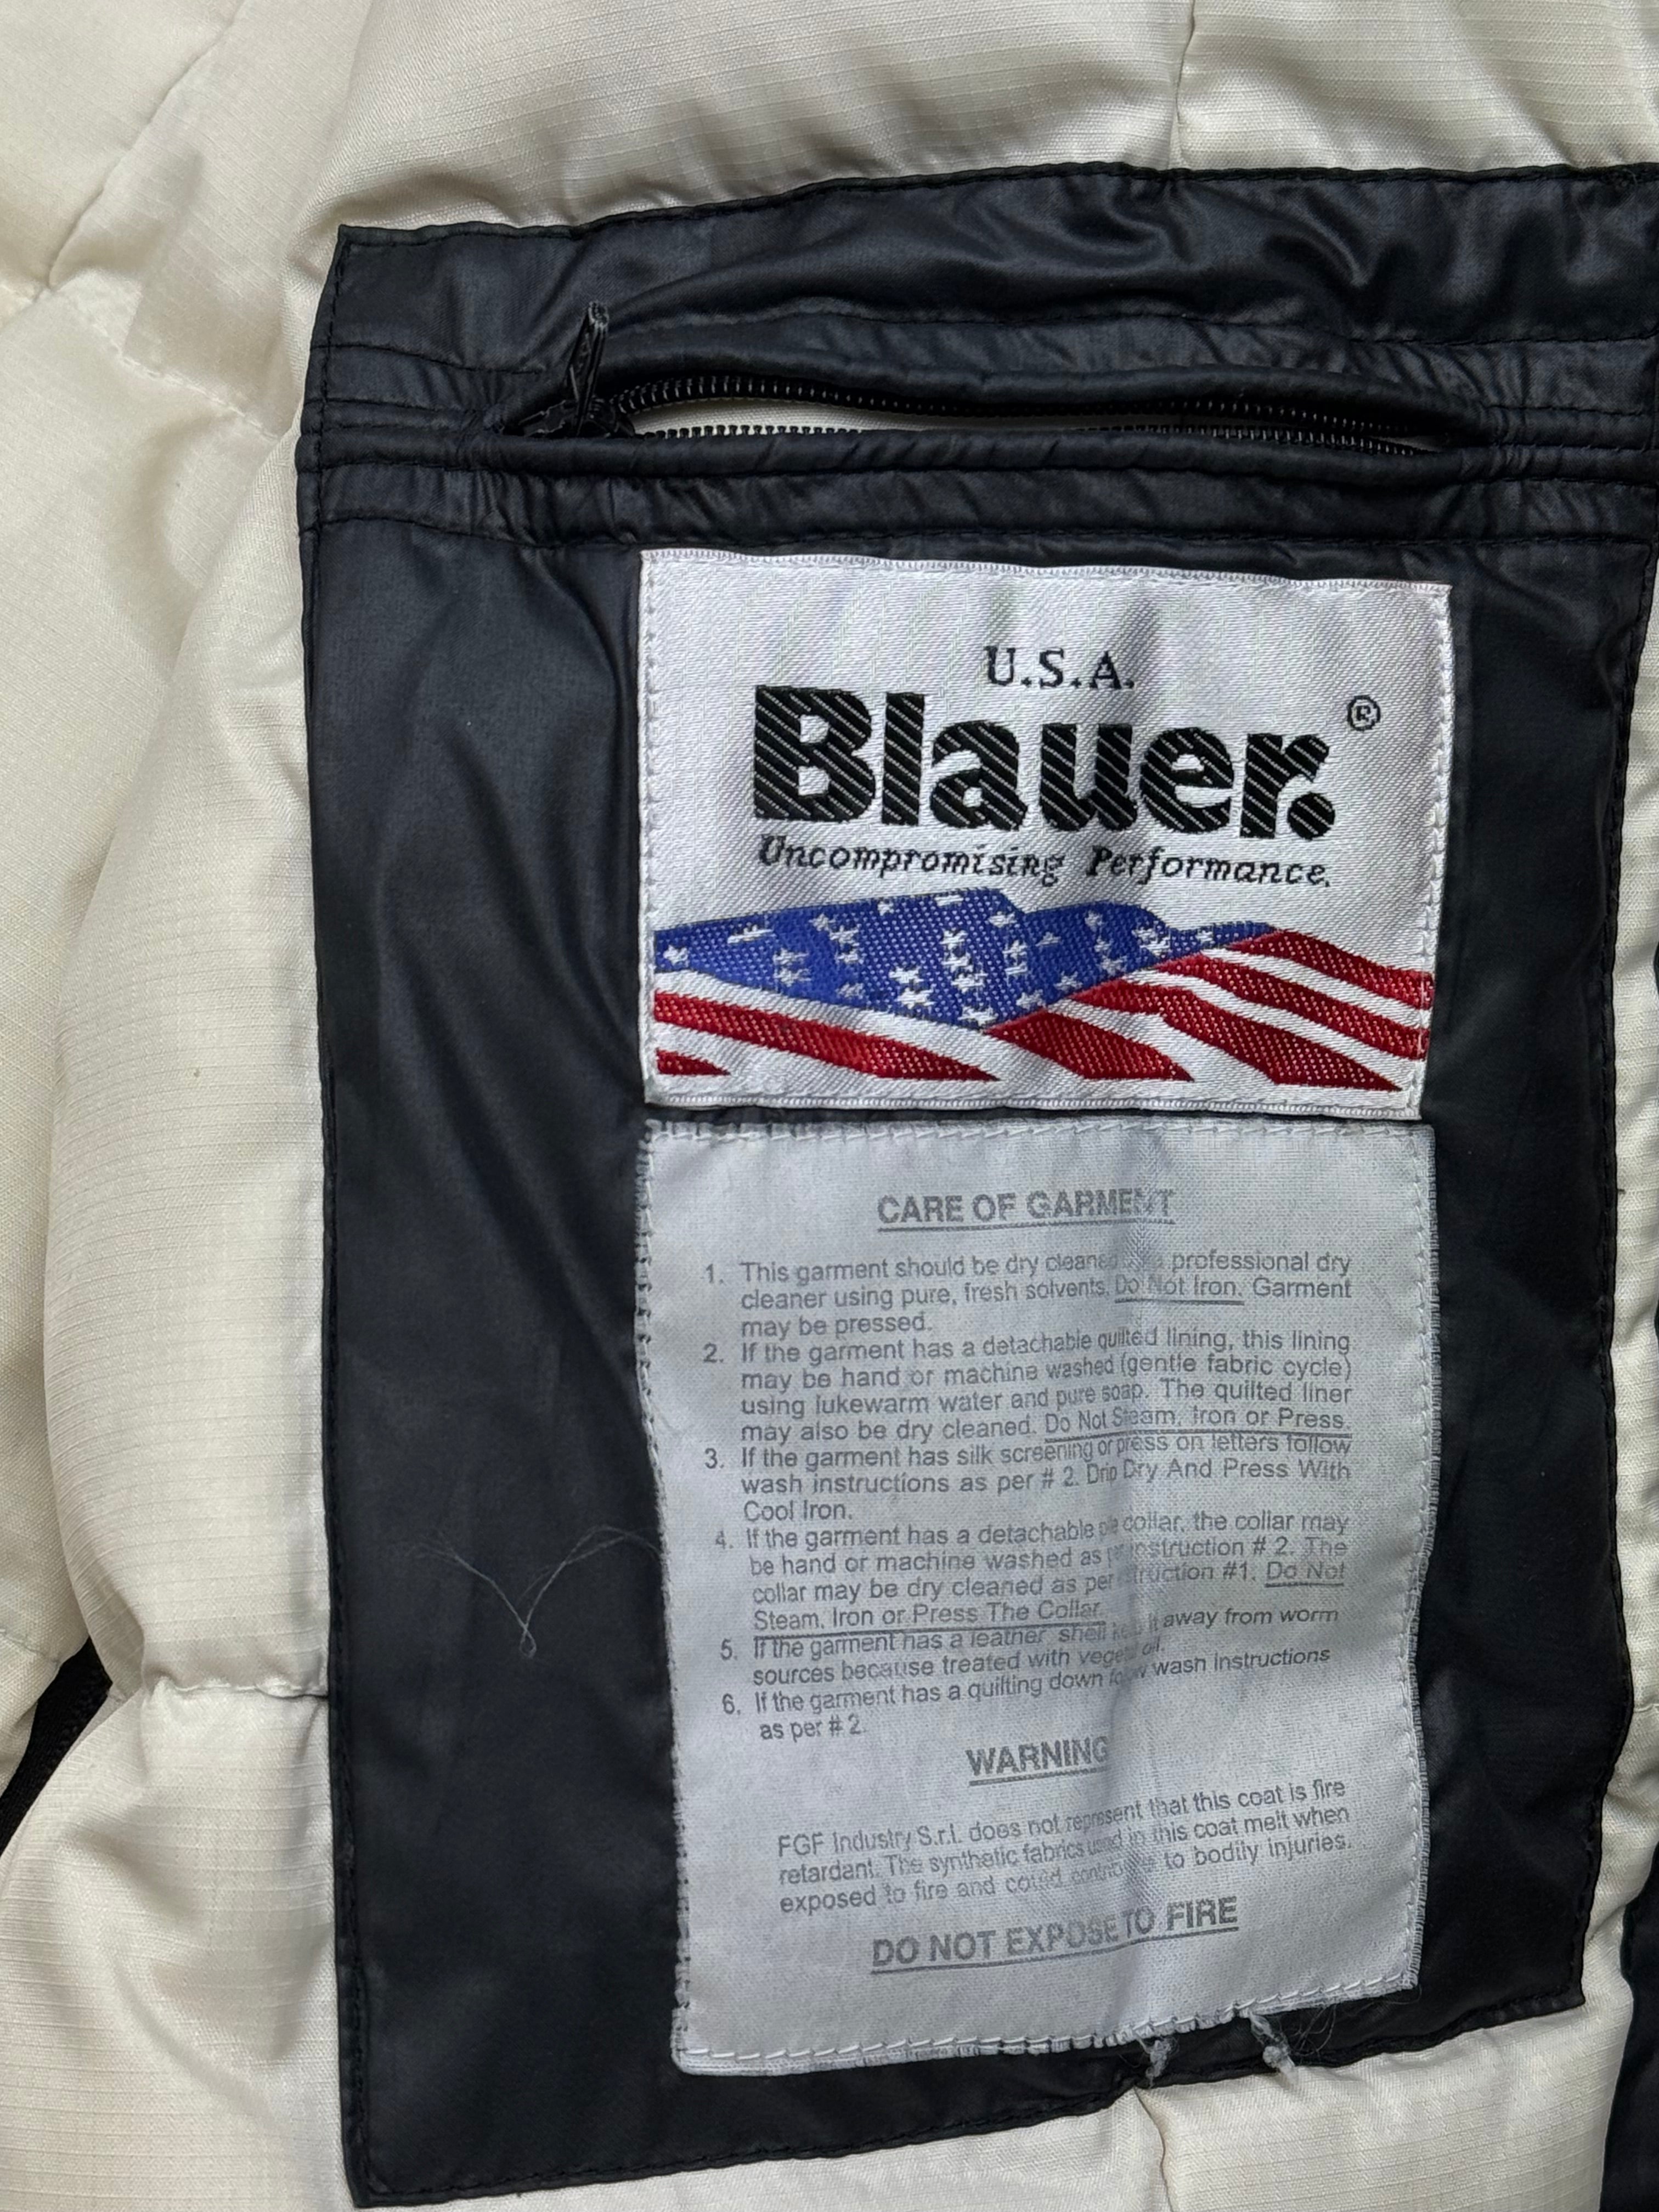 U.S.A.
Blauer.®
Uncompromising Performance.
CARE OF GARMENT
1. This garment should be dry cleaned professional dry
cleaner using pure, fresh solvents. Do Not Iron. Garment
may be pressed.
2. If the garment has a detachable quilted lining, this lining
may be hand or machine washed (gentle fabric cycle)
using lukewarm water and pure soap. The quilted liner
may also be dry cleaned. Do Not Steam, Iron or Press.
3. If the garment has silk screening or press on letters follow
wash instructions as per # 2. Drip Dry And Press With
Cool Iron.
4. If the garment has a detachable pile collar, the collar may
be hand or machine washed as instruction # 2. The
collar may be dry cleaned as per #1. Do Not
Steam, Iron or Press The Collar.
5. If the garment has a leather shell keep it away from worm
sources because treated with vegetal oil.
6. If the garment has a quilting down follow wash instructions
as per # 2.
WARNING
FGF Industry S.r.l. does not represent that this coat is fire
retardant. The synthetic fabrics used in this coat melt when
exposed to fire and could contribute to bodily injuries.
DO NOT EXPOSE TO FIRE